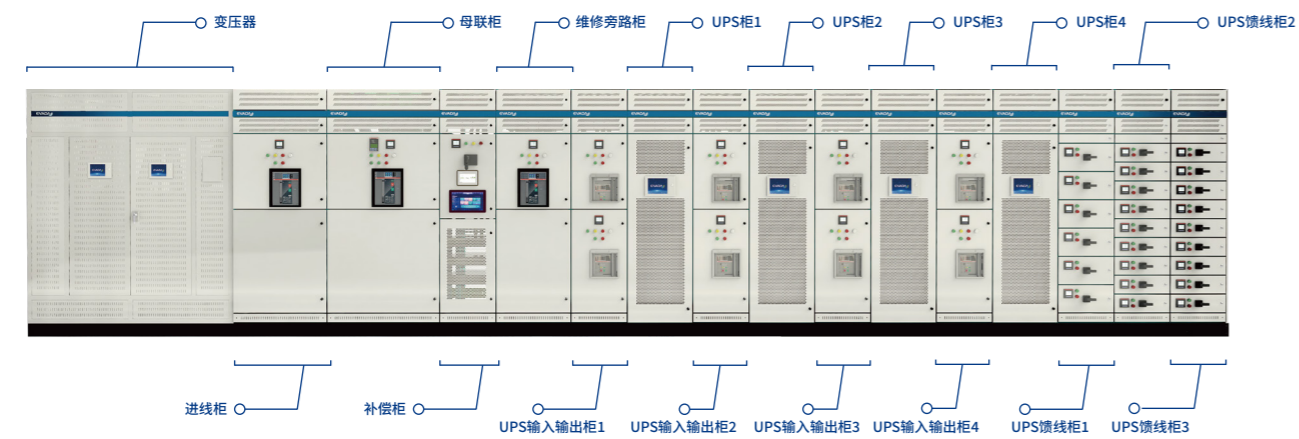 变压器
母联柜
维修旁路柜
UPS柜1
UPS柜2
UPS柜3
UPS柜4
UPS馈线柜2
进线柜
补偿柜
UPS输入输出柜1
UPS输入输出柜2
UPS输入输出柜3
UPS输入输出柜4
UPS馈线柜1
UPS馈线柜3